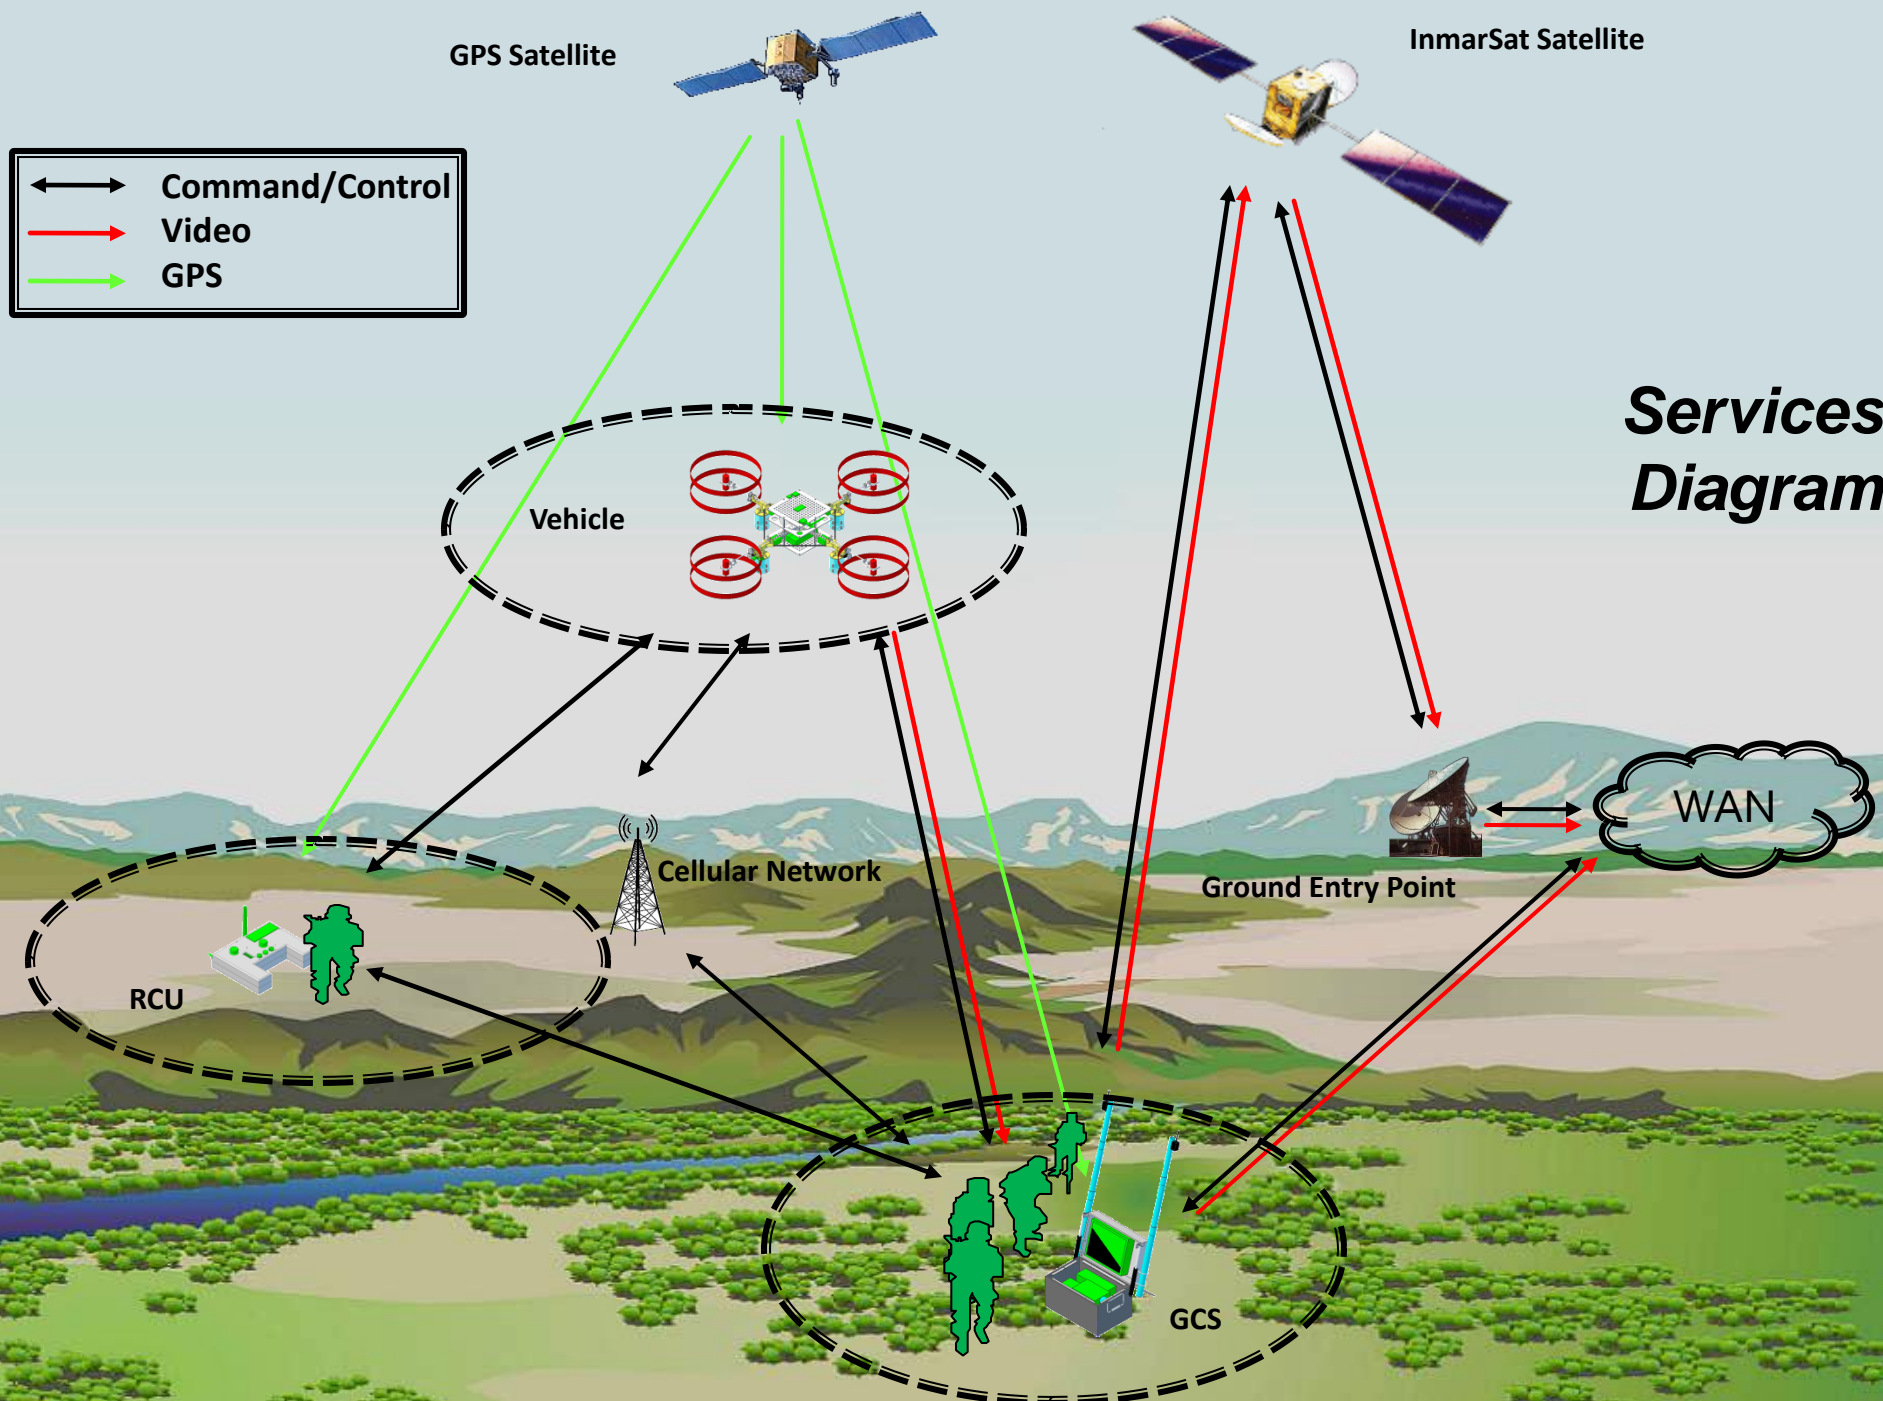 GPS Satellite
InmarSat Satellite
Command/Control
Video
GPS
Services
Diagram
Vehicle
WAN
Cellular Network
Ground Entry Point
RCU
GCS